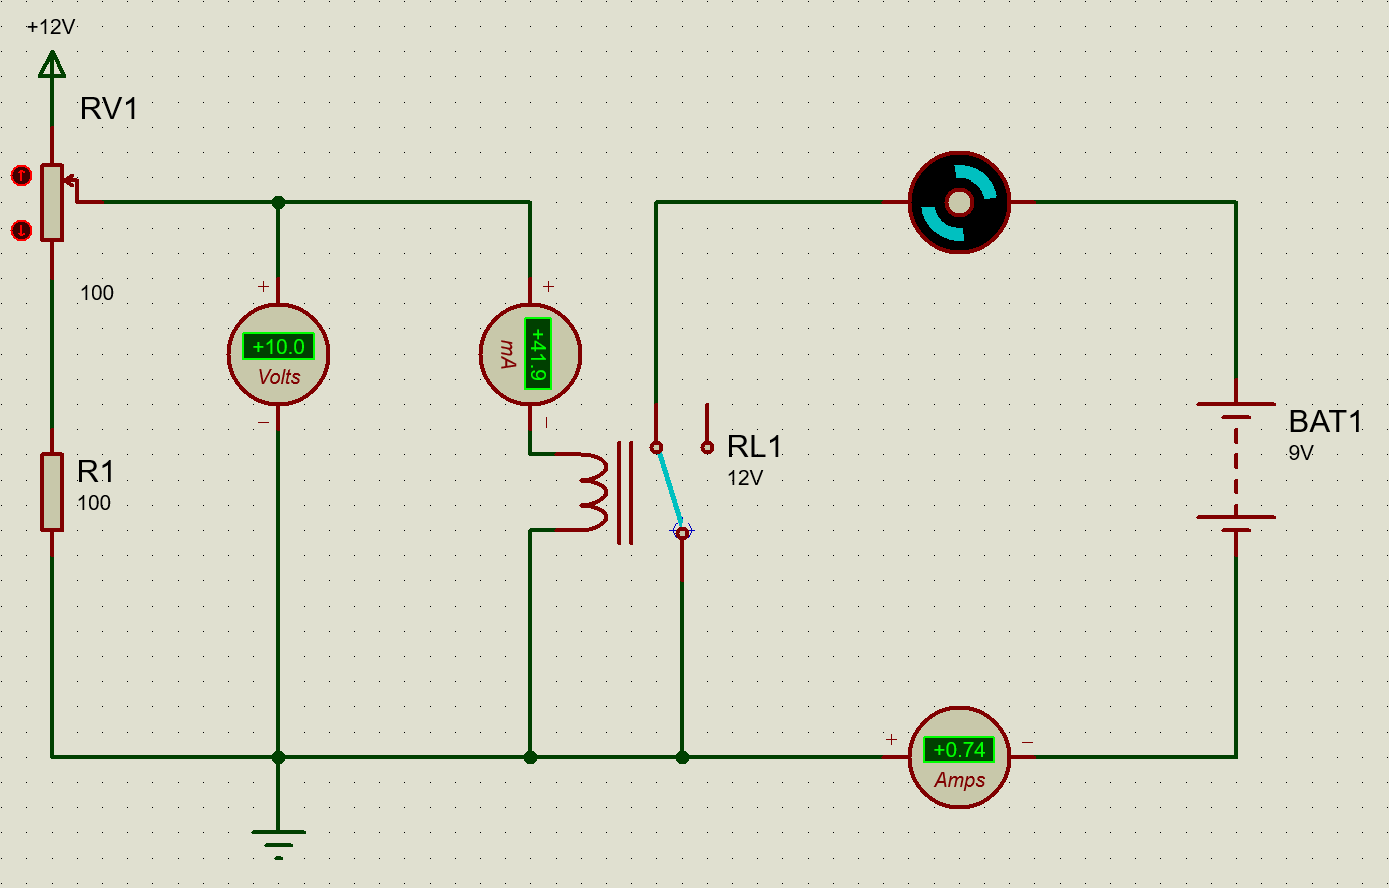 +12V
RV1
100
+
+10.0
Volts
−
+
+41.9
mA
−
R1
100
RL1
12V
BAT1
9V
+
+0.74
Amps
−